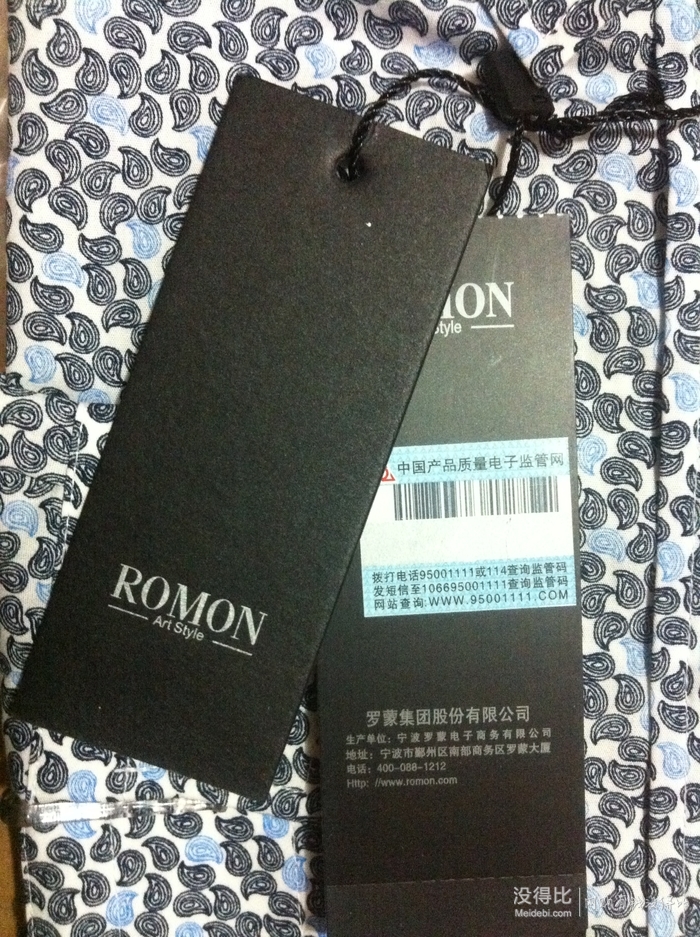 MON
Style
中国产品质量电子监管网
拨打电话95001111或114查询监管码
发短信至106695001111查询监管码
网站查询:WWW.95001111.COM
ROMON
Art Style
罗蒙集团股份有限公司
生产单位:宁波罗蒙电子商务有限公司
地址:宁波市鄞州区南部商务区罗蒙大厦
电话:400-088-1212
Http: //www.romon.com
没得比
Meidebi.com